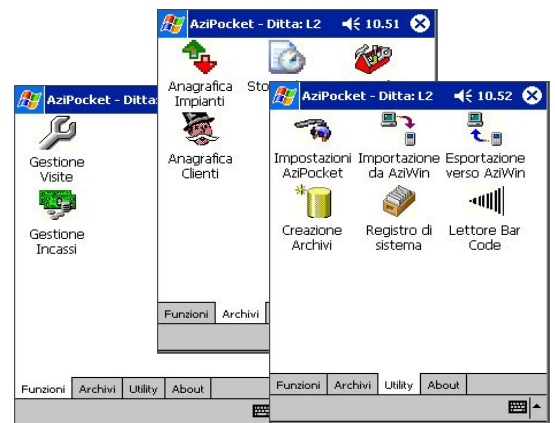 AziPocket - Ditta: L2 10.51
Anagrafica
Impianti
Anagrafica
Clienti
Funzioni Archivi
AziPocket - Ditta:
Gestione
Visite
Gestione
Incassi
Funzioni Archivi Utility About
AziPocket - Ditta: L2 10.52
Impostazioni
AziPocket
Importazione
da AziWin
Esportazione
verso AziWin
Creazione
Archivi
Registro di
sistema
Lettore Bar
Code
Funzioni Archivi Utility About